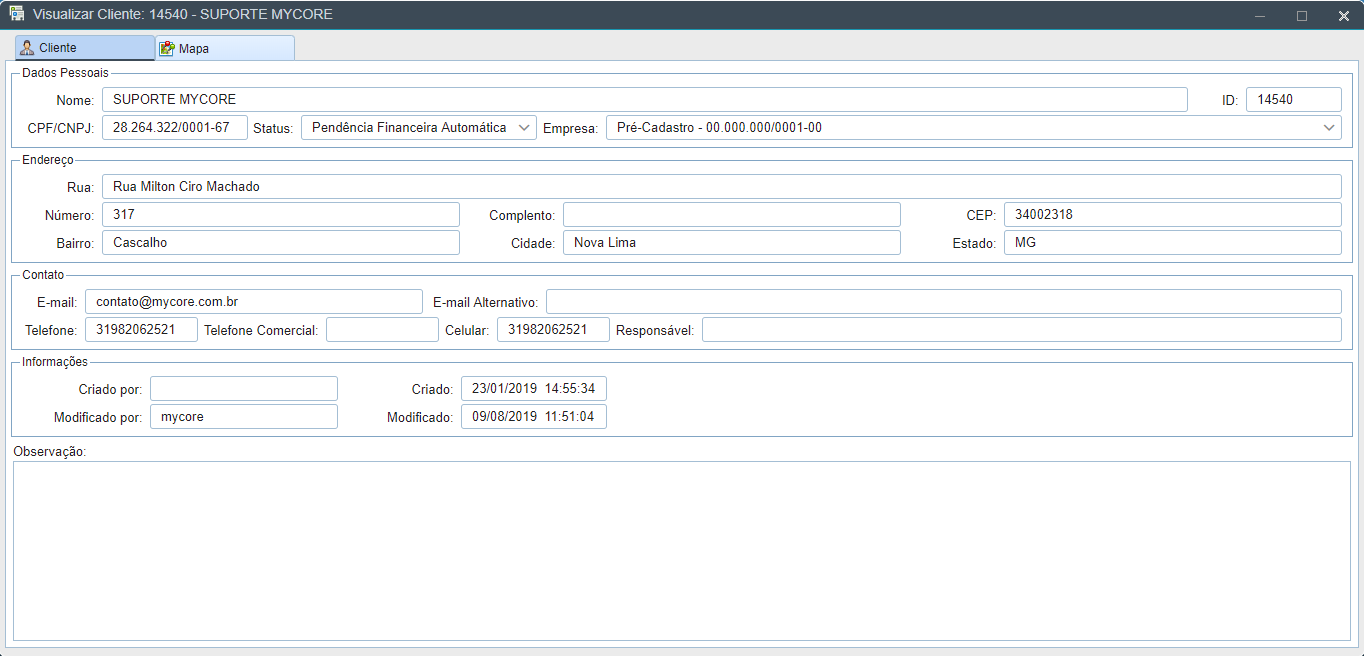 Visualizar Cliente: 14540 - SUPORTE MYCORE
Cliente Mapa
Dados Pessoais
Nome: SUPORTE MYCORE ID: 14540
CPF/CNPJ: 28.264.322/0001-67 Status: Pendência Financeira Automática Empresa: Pré-Cadastro - 00.000.000/0001-00
Endereço
Rua: Rua Milton Ciro Machado
Número: 317 Complento: CEP: 34002318
Bairro: Cascalho Cidade: Nova Lima Estado: MG
Contato
E-mail: contato@mycore.com.br E-mail Alternativo:
Telefone: 31982062521 Telefone Comercial: Celular: 31982062521 Responsável:
Informações
Criado por: Criado: 23/01/2019 14:55:34
Modificado por: mycore Modificado: 09/08/2019 11:51:04
Observação: